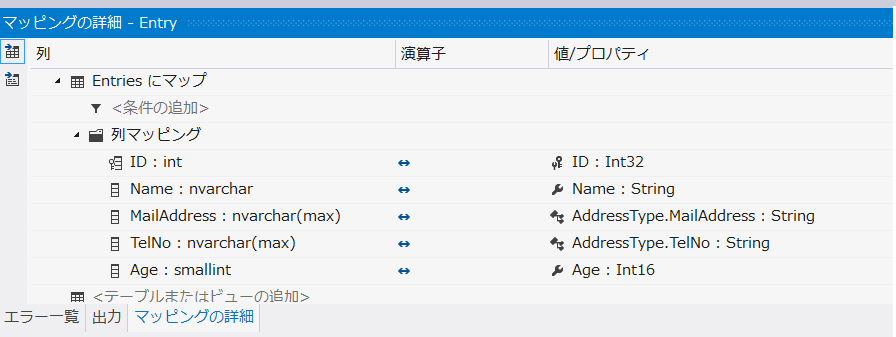 マッピングの詳細 - Entry
列 演算子 値/プロパティ
Entries にマップ
<条件の追加>
列マッピング
ID : int ID : Int32
Name : nvarchar Name : String
MailAddress : nvarchar(max) AddressType.MailAddress : String
TelNo : nvarchar(max) AddressType.TelNo : String
Age : smallint Age : Int16
<テーブルまたはビューの追加>
エラー一覧 出力 マッピングの詳細